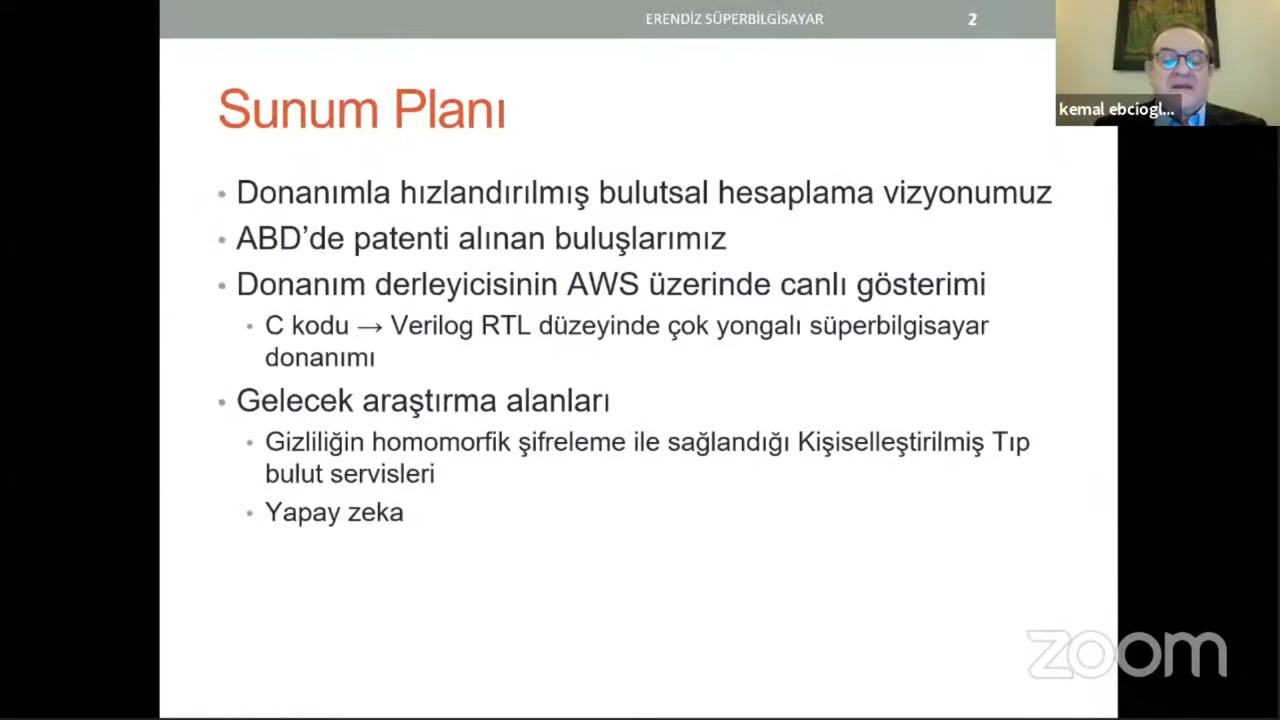 ERENDİZ SÜPERBİLGİSAYAR 2
kemal ebciogl...
Sunum Planı
• Donanımla hızlandırılmış bulutsal hesaplama vizyonumuz
• ABD’de patenti alınan buluşlarımız
• Donanım derleyicisinin AWS üzerinde canlı gösterimi
• C kodu → Verilog RTL düzeyinde çok yongalı süperbilgisayar
donanımı
• Gelecek araştırma alanları
• Gizliliğin homomorfik şifreleme ile sağlandığı Kişiselleştirilmiş Tıp
bulut servisleri
• Yapay zeka
zoom